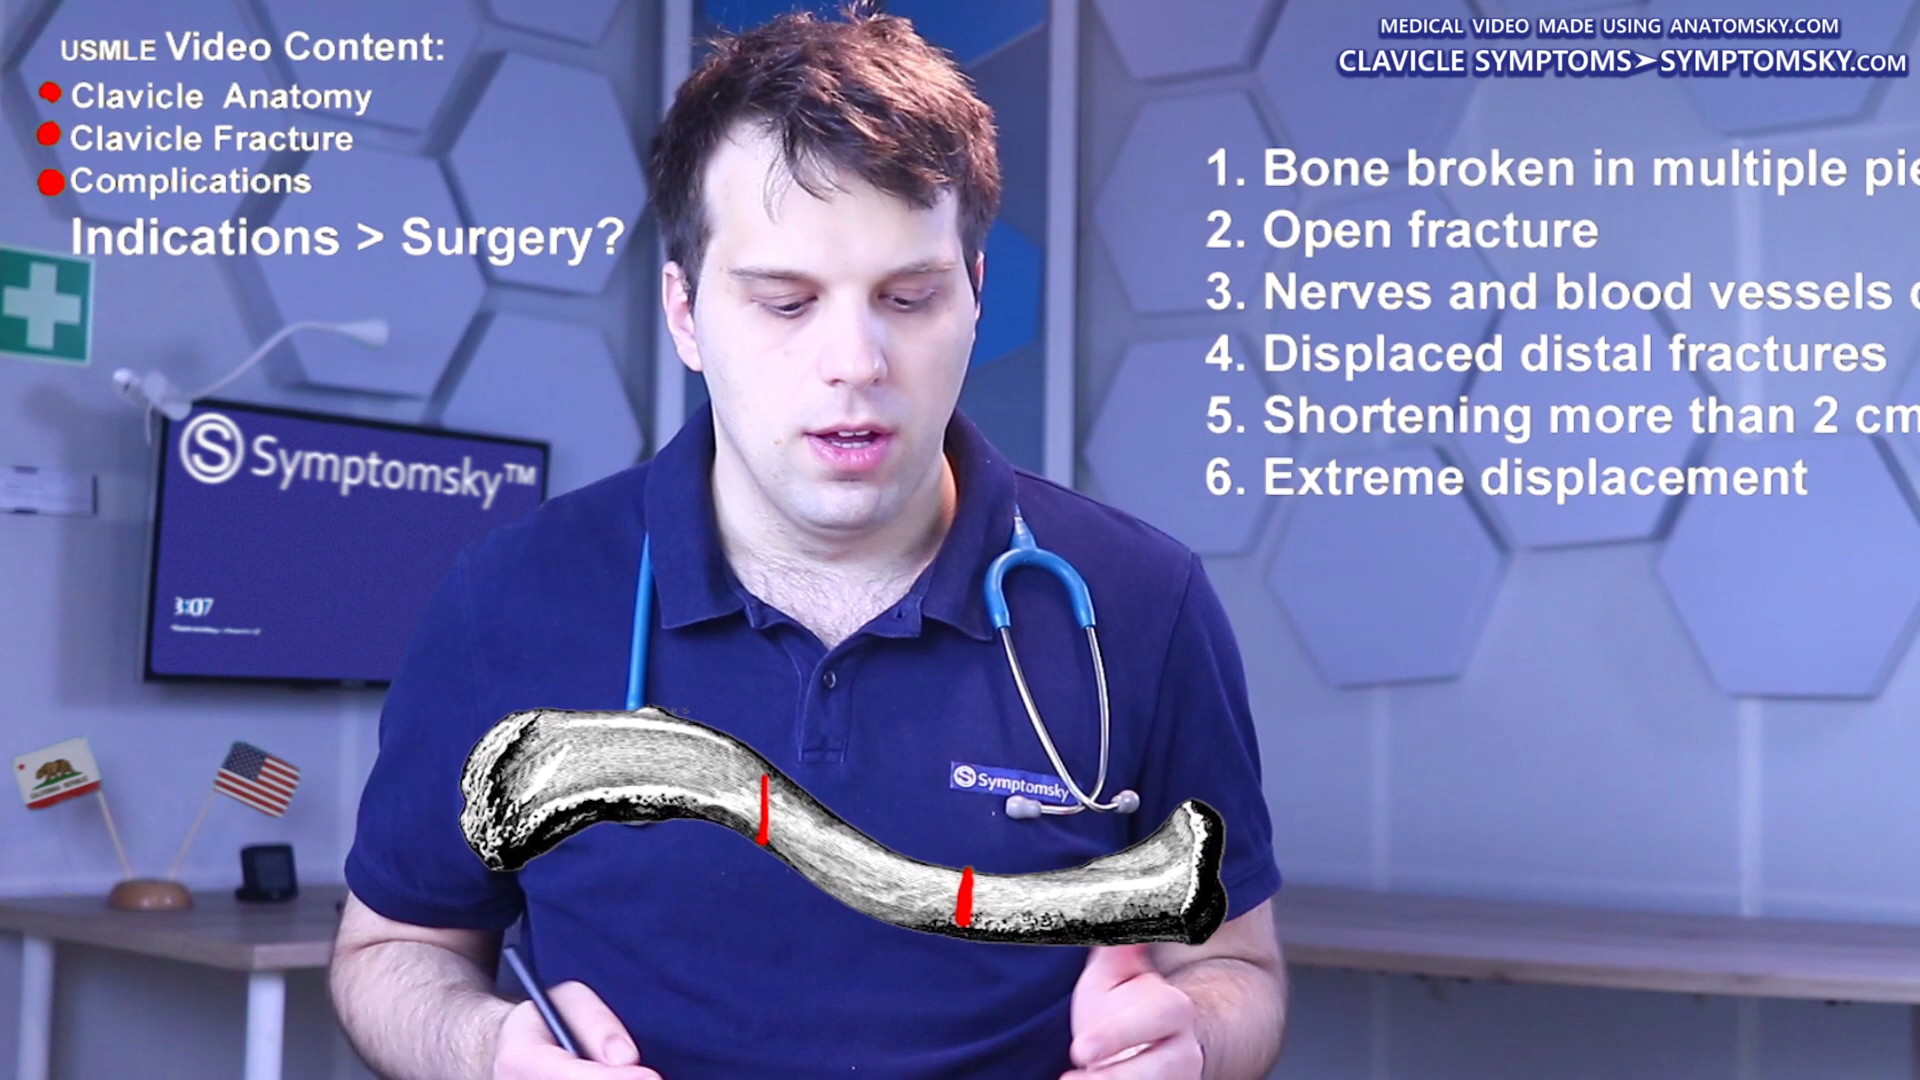 USMLE Video Content:
Clavicle Anatomy
Clavicle Fracture
Complications
Indications > Surgery?
MEDICAL VIDEO MADE USING ANATOMSKY.COM
CLAVICLE SYMPTOMS➤SYMPTOMSKY.COM
1. Bone broken in multiple
2. Open fracture
3. Nerves and blood vessels
4. Displaced distal fractures
5. Shortening more than 2 cm
6. Extreme displacement
Symptomsky™
3:07
Symptomsky